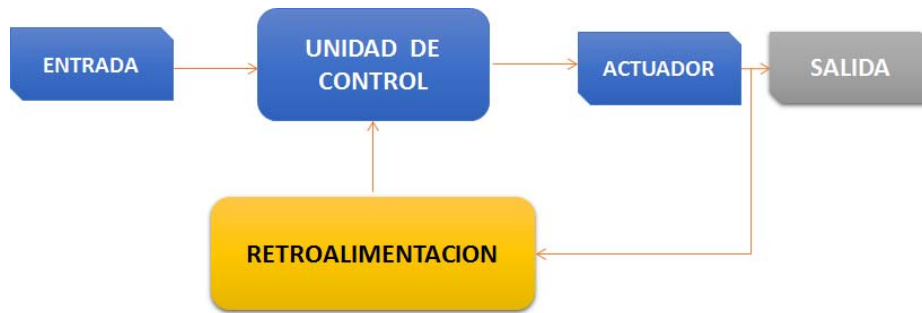 ENTRADA
UNIDAD DE
CONTROL
ACTUADOR
SALIDA
RETROALIMENTACION